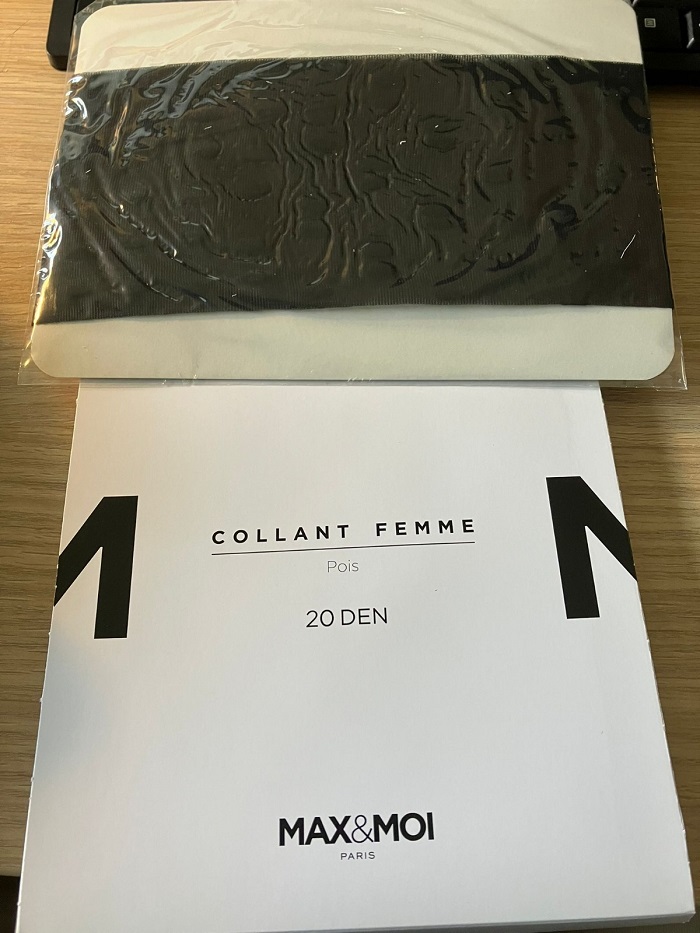 COLLANT FEMME
Pois
20 DEN
M
M
MAX&MOI
PARIS